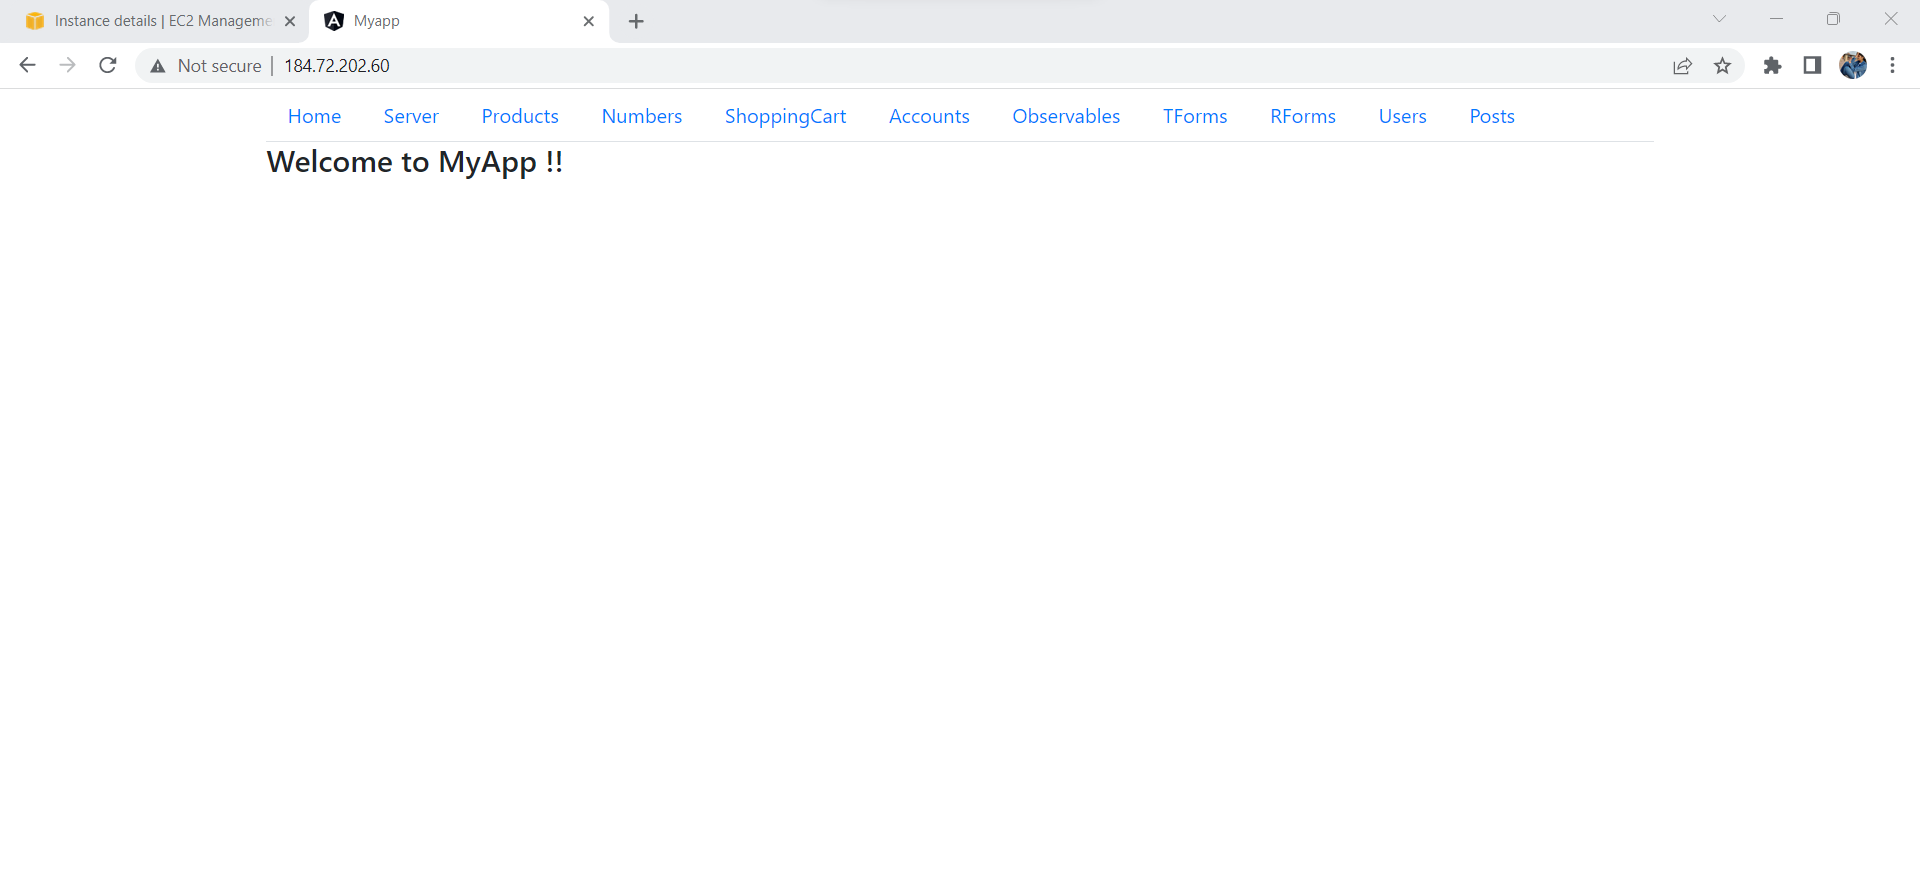 Instance details | EC2 Manageme
Myapp
Not secure | 184.72.202.60
Home Server Products Numbers ShoppingCart Accounts Observables TForms RForms Users Posts
Welcome to MyApp !!